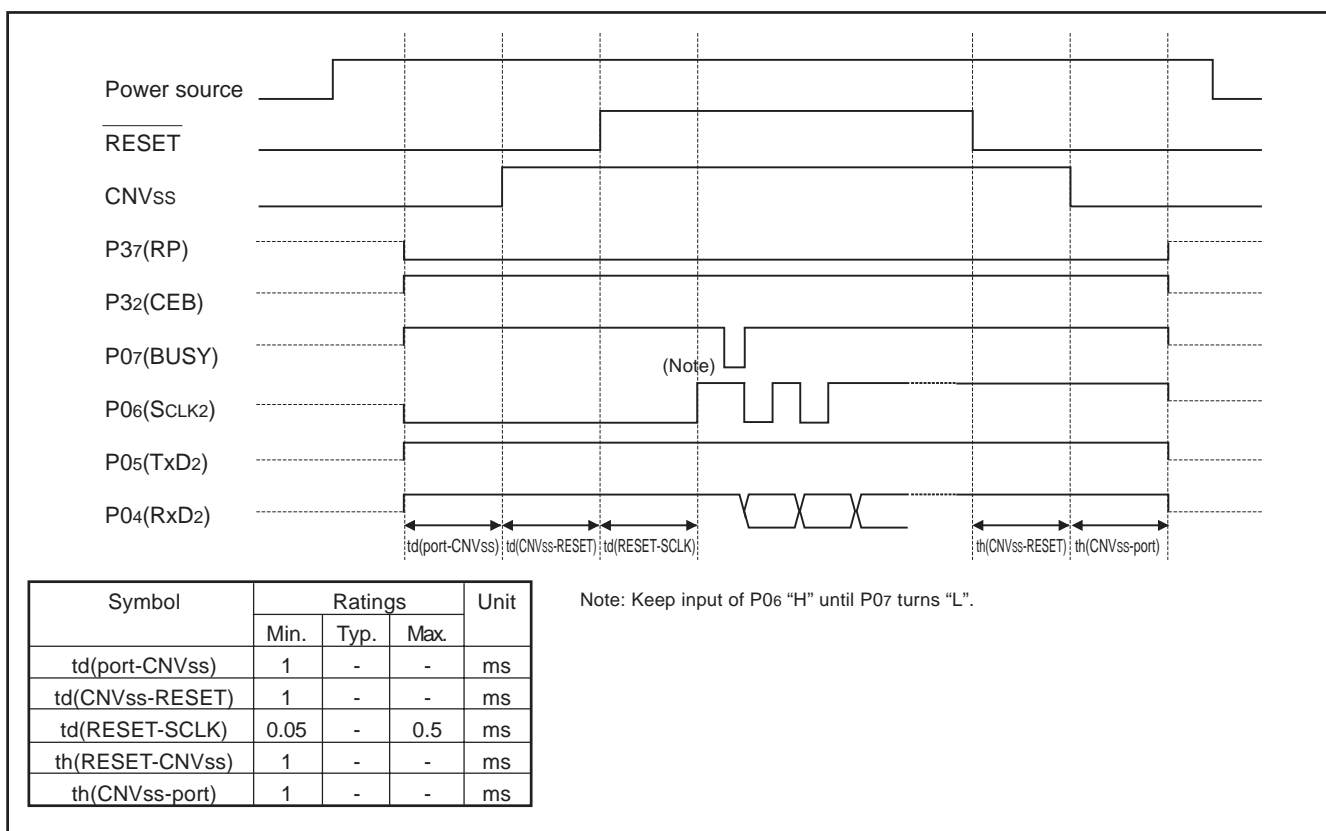 Power source
RESET
CNVss
P37(RP)
P32(CEB)
P07(BUSY)
(Note)
P06(SCLK2)
P05(TxD2)
P04(RxD2)
td(port-CNVss) td(CNVss-RESET) td(RESET-SCLK) th(CNVss-RESET) th(CNVss-port)
Symbol Ratings Unit
Min. Typ. Max.
td(port-CNVss) 1 - - ms
td(CNVss-RESET) 1 - - ms
td(RESET-SCLK) 0.05 - 0.5 ms
th(RESET-CNVss) 1 - - ms
th(CNVss-port) 1 - - ms
Note: Keep input of P06 “H” until P07 turns “L”.